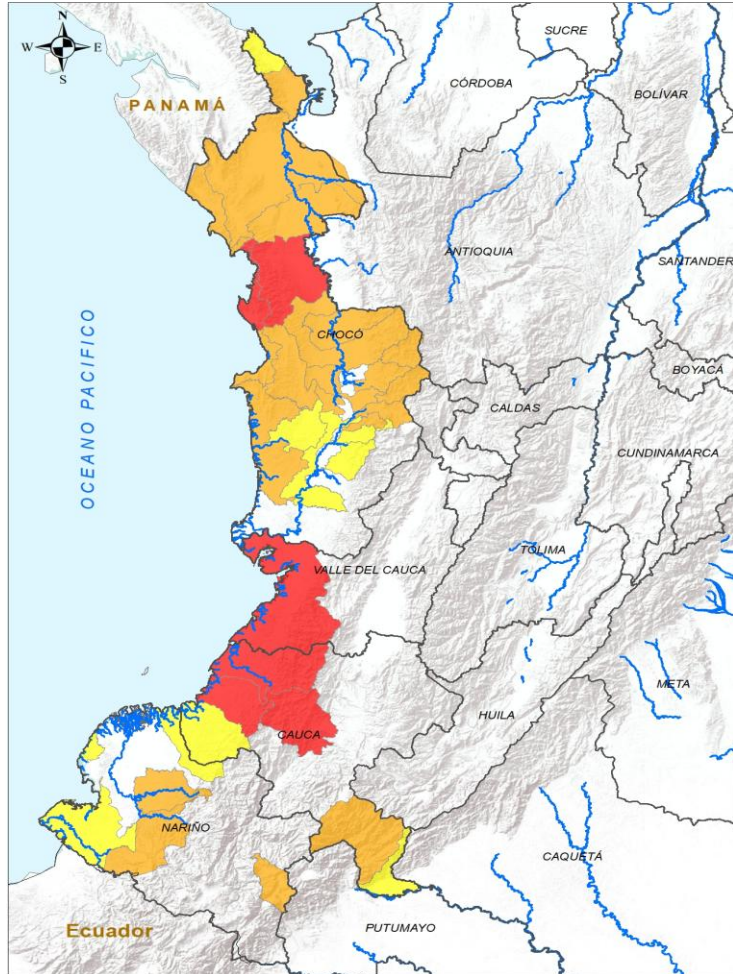 N
W E
S
SUCRE
CÓRDOBA
BOLÍVAR
PANAMÁ
ANTIOQUIA
SANTANDER
OCEANO PACIFICO
CHOCÓ
BOYACÁ
CALDAS
CUNDINAMARCA
TOLIMA
VALLE DEL CAUCA
META
HUILA
CAUCA
NARIÑO
CAQUETÁ
Ecuador
PUTUMAYO